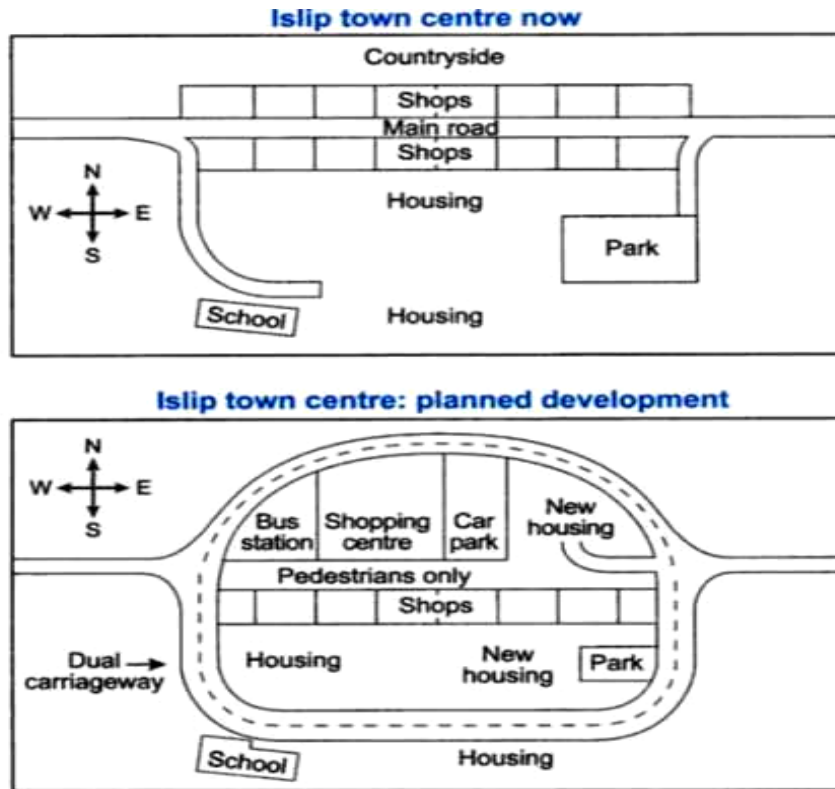 Islip town centre now
Countryside
Shops
Main road
Shops
N
W E
S
Housing
Park
School
Housing
Islip town centre: planned development
N
W E
S
Bus
station
Shopping
centre
Car
park
New
housing
Pedestrians only
Shops
Dual
carriageway
Housing
New
housing
Park
School
Housing